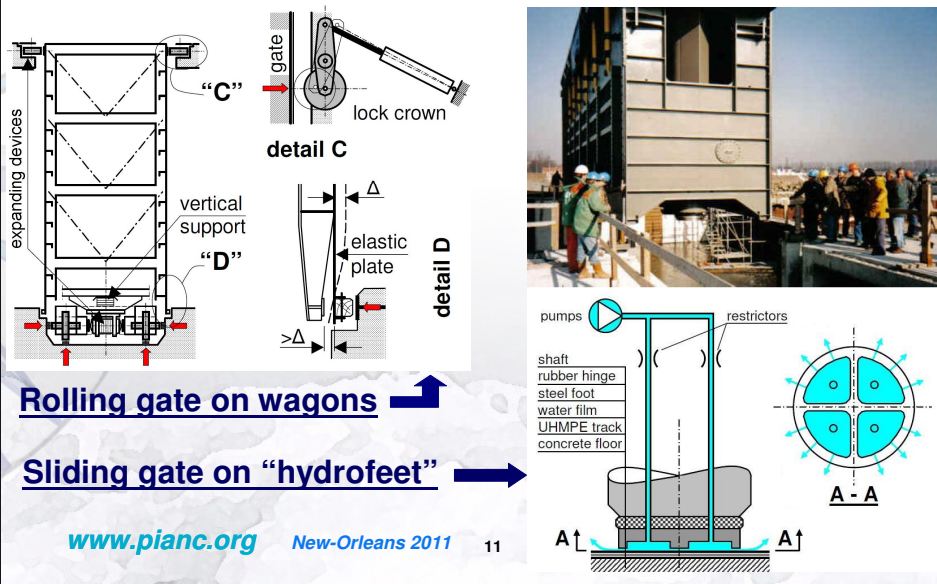 "C"
expanding devices
vertical
support
"D"
gate
lock crown
detail C
Δ
elastic
plate
>Δ
detail D
Rolling gate on wagons
Sliding gate on "hydrofeet"
www.pianc.org
New-Orleans 2011
11
pumps
restrictors
shaft
rubber hinge
steel foot
water film
UHMPE track
concrete floor
A
A
A - A